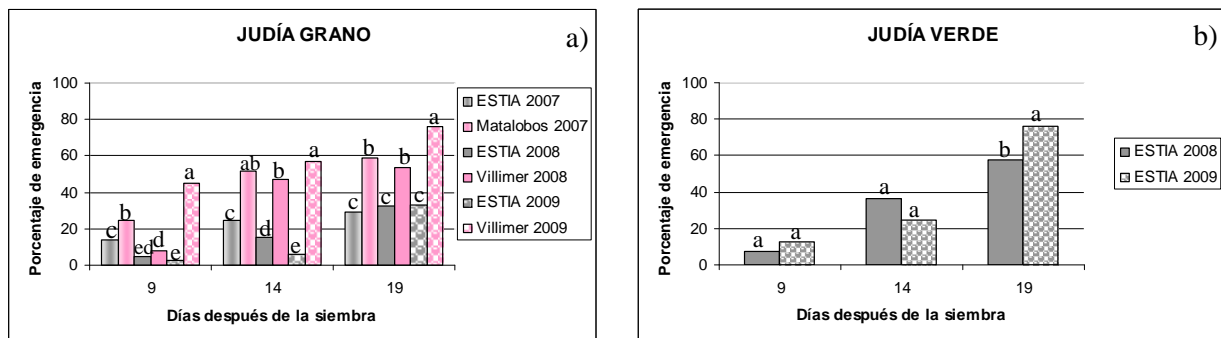 JUDÍA GRANO
a)
Porcentaje de emergencia
100
80
60
40
20
0
c b ed d e a
c ab d b e a
c b c b c a
9 14 19
Días después de la siembra
ESTIA 2007
Matalobos 2007
ESTIA 2008
Villimer 2008
ESTIA 2009
Villimer 2009
JUDÍA VERDE
b)
Porcentaje de emergencia
100
80
60
40
20
0
a a
a a
b a
9 14 19
Días después de la siembra
ESTIA 2008
ESTIA 2009